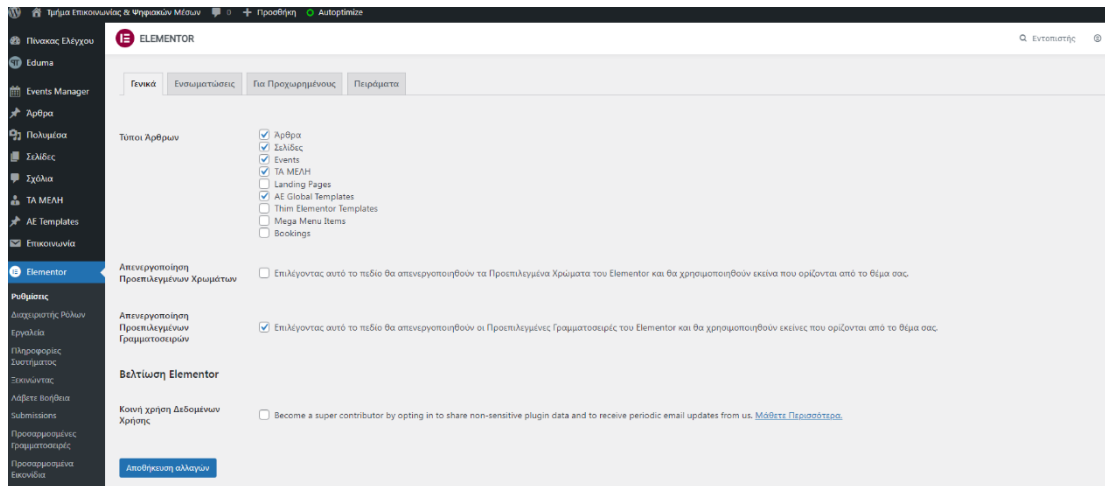 Τμήμα Επικοινωνίας & Ψηφιακών Μέσων 0 + Προσθήκη Autoptimize
Πίνακας Ελέγχου
Eduma
Events Manager
Άρθρα
Πολυμέσα
Σελίδες
Σχόλια
ΤΑ ΜΕΛΗ
AE Templates
Επικοινωνία
Elementor
Ρυθμίσεις
Διαχειριστής Ρόλων
Εργαλεία
Πληροφορίες
Συστήματος
Ξεκινώντας
Λάβετε Βοήθεια
Submissions
Προσαρμοσμένες
Γραμματοσειρές
Προσαρμοσμένα
Εικονίδια
ELEMENTOR
Εντοπιστής
Γενικά Ενσωματώσεις Για Προχωρημένους Πειράματα
Τύποι Άρθρων
Άρθρα
Σελίδες
Events
ΤΑ ΜΕΛΗ
Landing Pages
AE Global Templates
Thim Elementor Templates
Mega Menu Items
Bookings
Απενεργοποίηση
Προεπιλεγμένων Χρωμάτων
Επιλέγοντας αυτό το πεδίο θα απενεργοποιηθούν τα Προεπιλεγμένα Χρώματα του Elementor και θα χρησιμοποιηθούν εκείνα που ορίζονται από το θέμα σας.
Απενεργοποίηση
Προεπιλεγμένων
Γραμματοσειρών
Επιλέγοντας αυτό το πεδίο θα απενεργοποιηθούν οι Προεπιλεγμένες Γραμματοσειρές του Elementor και θα χρησιμοποιηθούν εκείνες που ορίζονται από το θέμα σας.
Βελτίωση Elementor
Κοινή χρήση Δεδομένων
Χρήσης
Become a super contributor by opting in to share non-sensitive plugin data and to receive periodic email updates from us. Μάθετε Περισσότερα.
Αποθήκευση αλλαγών